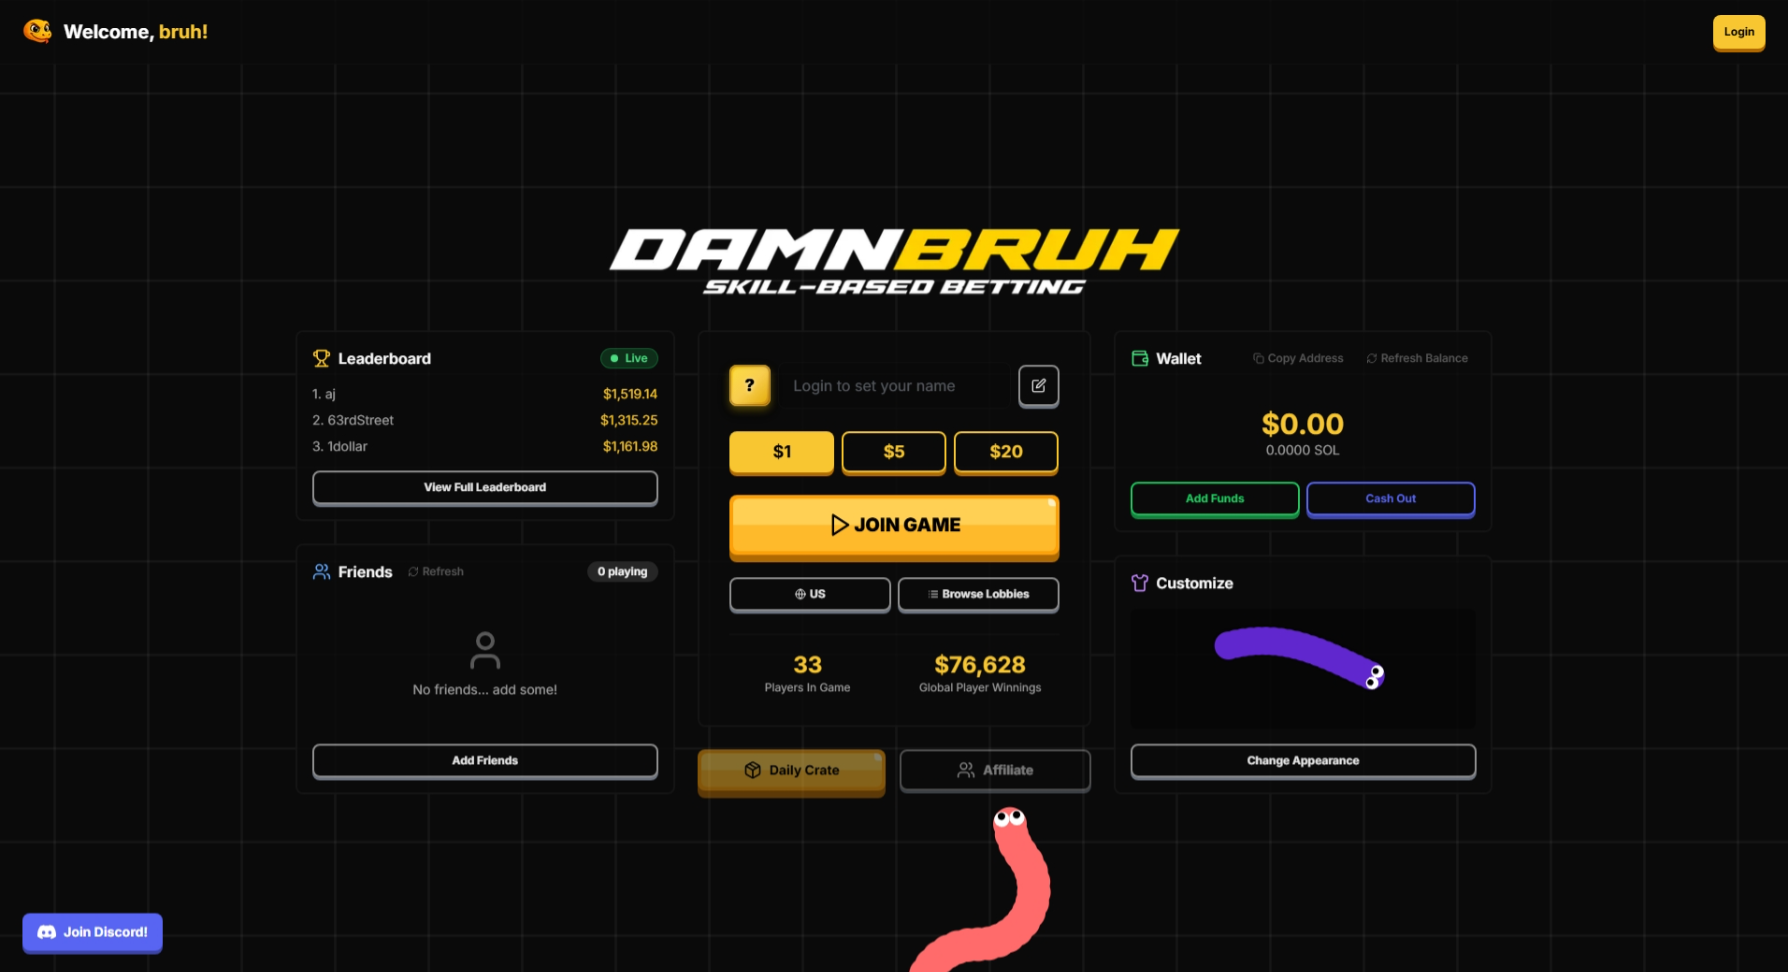 Welcome, bruh!
Login
DAMNBRUH
SKILL-BASED BETTING
Leaderboard
Live
1. aj $1,519.14
2. 63rdStreet $1,315.25
3. 1dollar $1,161.98
View Full Leaderboard
Friends
Refresh
0 playing
No friends... add some!
Add Friends
?
Login to set your name
$1 $5 $20
JOIN GAME
US
Browse Lobbies
33 $76,628
Players In Game Global Player Winnings
Daily Crate
Affiliate
Wallet
Copy Address
Refresh Balance
$0.00
0.0000 SOL
Add Funds
Cash Out
Customize
Change Appearance
Join Discord!